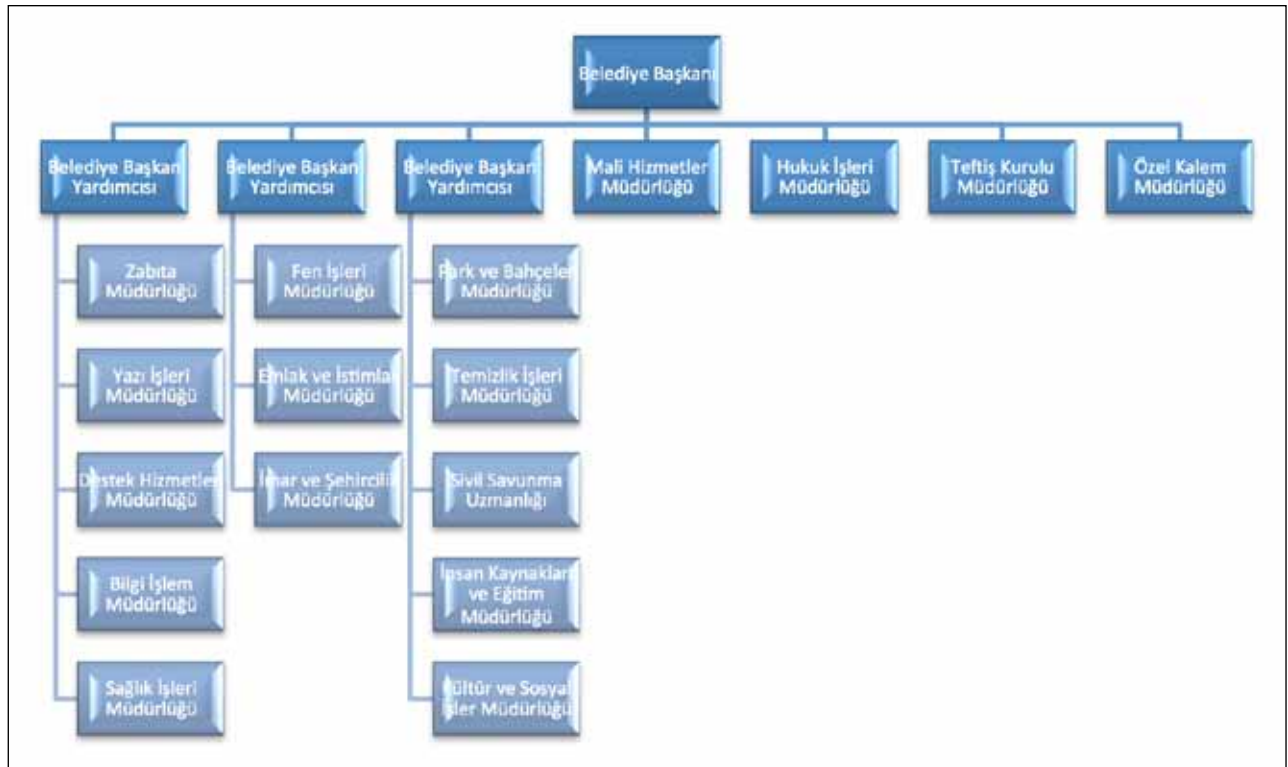 Belediye Başkanı
Belediye Başkan
Yardımcısı
Belediye Başkan
Yardımcısı
Belediye Başkan
Yardımcısı
Mali Hizmetler
Müdürlüğü
Hukuk İşleri
Müdürlüğü
Teftiş Kurulu
Müdürlüğü
Özel Kalem
Müdürlüğü
Zabıta
Müdürlüğü
Yazı İşleri
Müdürlüğü
Destek Hizmetler
Müdürlüğü
Bilgi İşlem
Müdürlüğü
Sağlık İşleri
Müdürlüğü
Fen İşleri
Müdürlüğü
Emlak ve İstimlak
Müdürlüğü
İmar ve Şehircilik
Müdürlüğü
Park ve Bahçeler
Müdürlüğü
Temizlik İşleri
Müdürlüğü
Sivil Savunma
Uzmanlığı
İnsan Kaynakları
ve Eğitim
Müdürlüğü
Kültür ve Sosyal
İşler Müdürlüğü